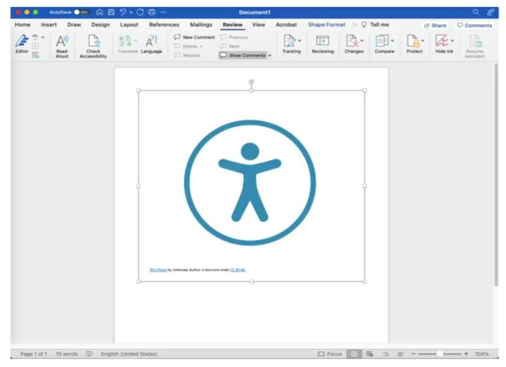 AutoSave OFF Document1
Home Insert Draw Design Layout References Mailings Review View Acrobat Shape Format Tell me Share Comments
Editor
Read Aloud
Check Accessibility
Translate
Language
New Comment
Delete
Resolve
Previous
Next
Show Comments
Tracking
Reviewing
Changes
Compare
Protect
Hide Ink
Resume Assistant
This Photo by Unknown Author is licensed under CC BY-NC
Page 1 of 1 10 words English (United States) Focus 104%